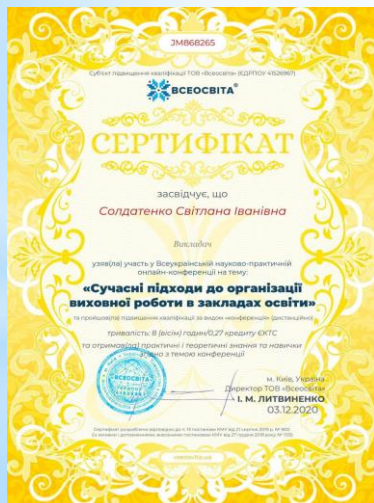 JM868265
Суб'єкт підвищення кваліфікації ТОВ «Всеосвіта» (ЄДРПОУ 41526967)
ВСЕОСВІТА®
СЕРТИФІКАТ
засвідчує, що
Солдатенко Світлана Іванівна
Викладач
узяв(ла) участь у Всеукраїнській науково-практичній
онлайн-конференції на тему:
«Сучасні підходи до організації
виховної роботи в закладах освіти»
та пройшов(ла) підвищення кваліфікації за видом «конференція» (дистанційно)
тривалість: 8 (вісім) годин/0,27 кредиту ЄКТС
та отримав(ла) практичні і теоретичні знання та навички
згідно з темою конференції
м. Київ, Україна
Директор ТОВ «Всеосвіта»
І. М. ЛИТВИНЕНКО
03.12.2020
ВСЕОСВІТА
vseosvita.ua